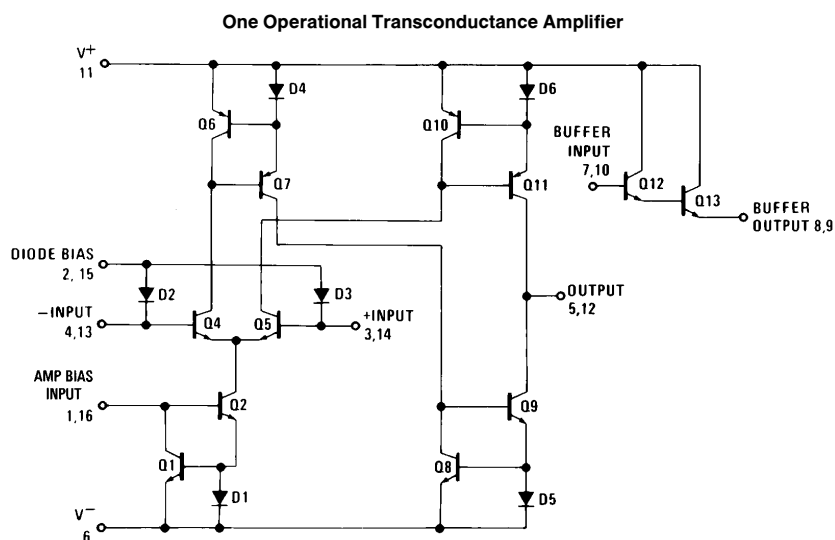 One Operational Transconductance Amplifier
V+
11
D4
D6
Q6
Q10
BUFFER
INPUT
7,10
Q7
Q11
Q12
Q13
BUFFER
OUTPUT 8,9
DIODE BIAS
2, 15
D2
D3
−INPUT
4,13
Q4
Q5
+INPUT
3,14
OUTPUT
5,12
AMP BIAS
INPUT
1,16
Q2
Q9
Q1
Q8
D1
D5
V−
6